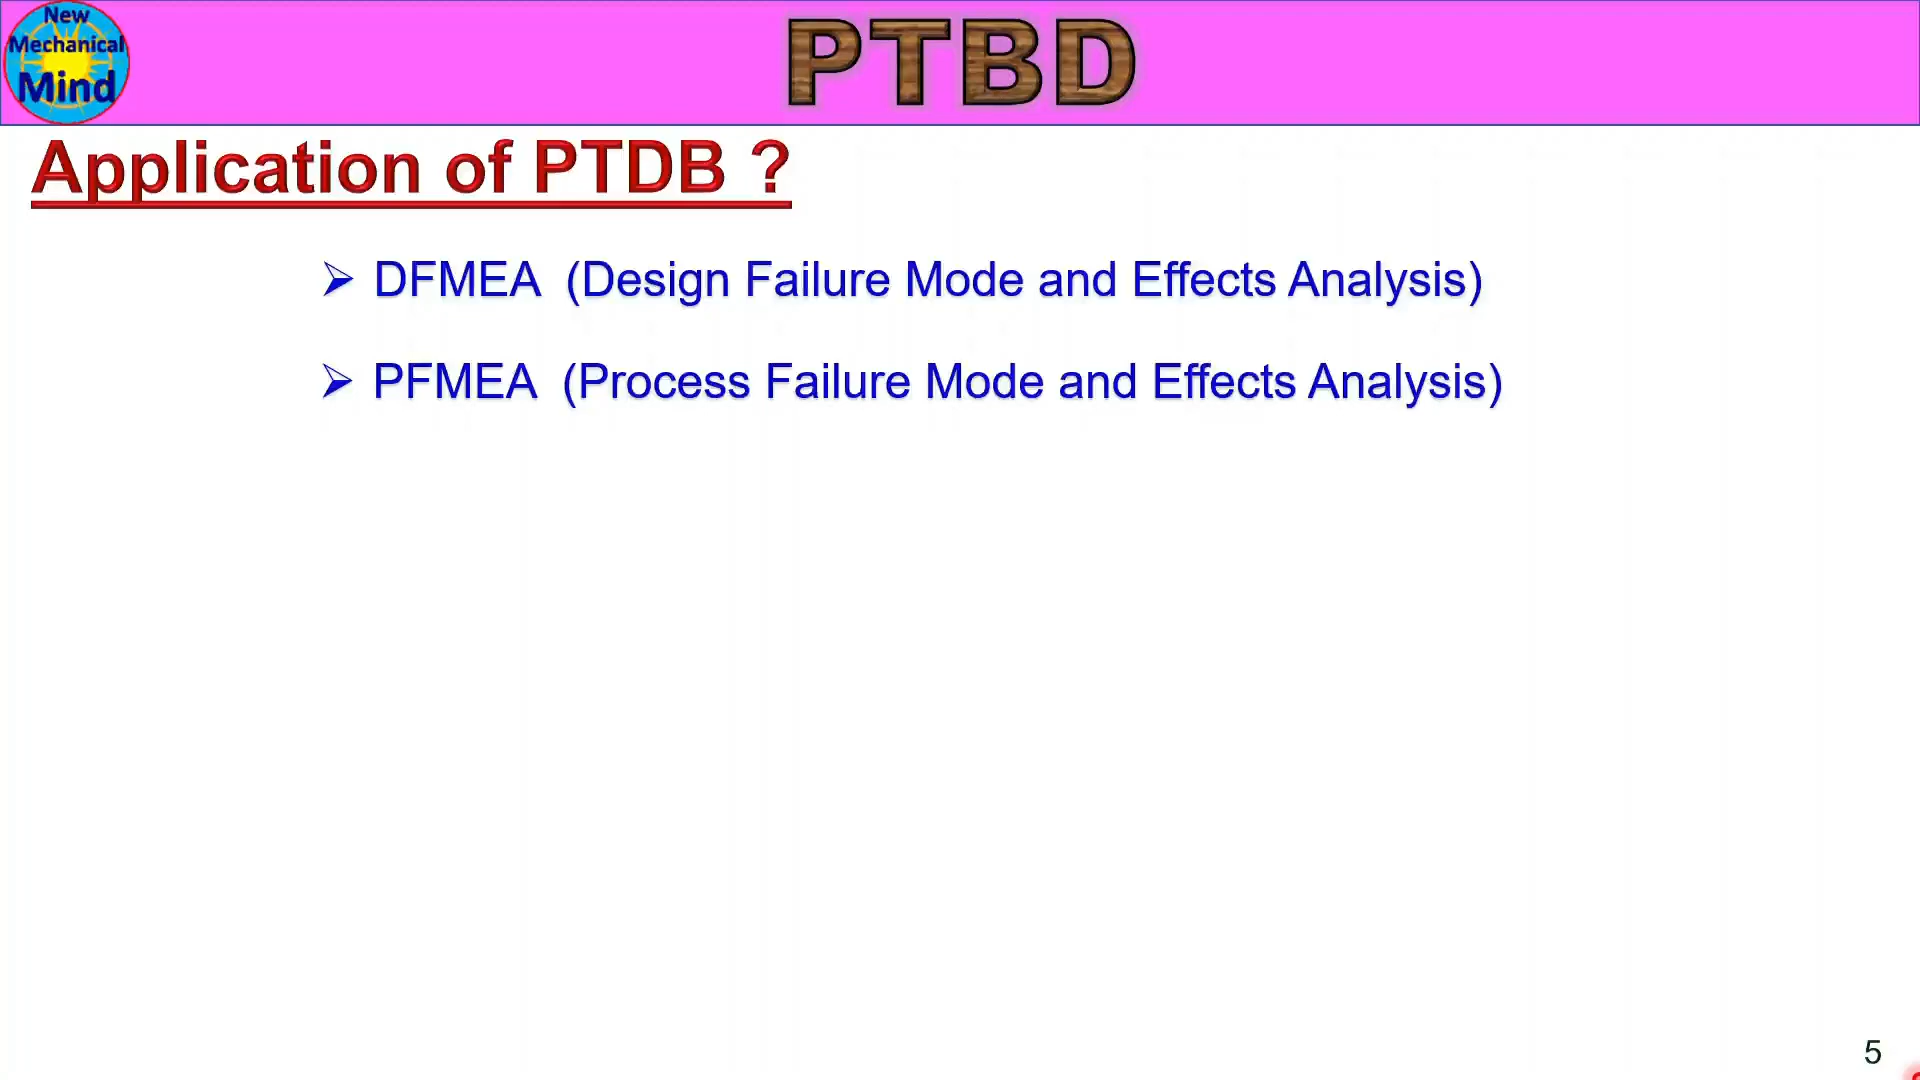 New
Mechanical
Mind
PTBD
Application of PTDB ?
➢ DFMEA (Design Failure Mode and Effects Analysis)
➢ PFMEA (Process Failure Mode and Effects Analysis)
5